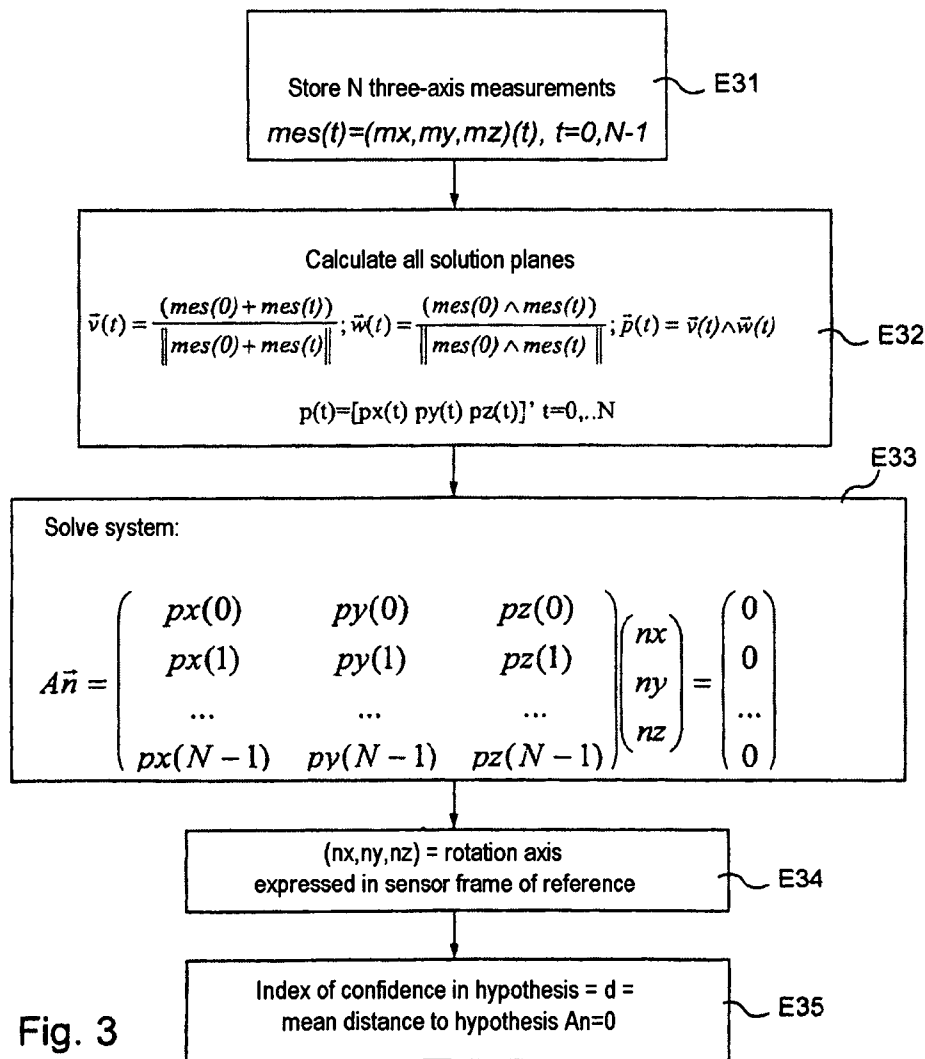 Store N three-axis measurements
mes(t)=(mx,my,mz)(t), t=0,N-1
E31
Calculate all solution planes
v⃗(t) = (mes(0) + mes(t)) / ‖mes(0) + mes(t)‖ ; w⃗(t) = (mes(0) ∧ mes(t)) / ‖mes(0) ∧ mes(t)‖ ; p⃗(t) = v⃗(t) ∧ w⃗(t)
p(t)=[px(t) py(t) pz(t)]’ t=0,..N
E32
E33
Solve system:
px(0) py(0) pz(0) 0
px(1) py(1) pz(1) nx 0
An⃗ = ny =
... ... ... nz ...
px(N−1) py(N−1) pz(N−1) 0
(nx,ny,nz) = rotation axis
expressed in sensor frame of reference
E34
Index of confidence in hypothesis = d =
mean distance to hypothesis An=0
E35
Fig. 3